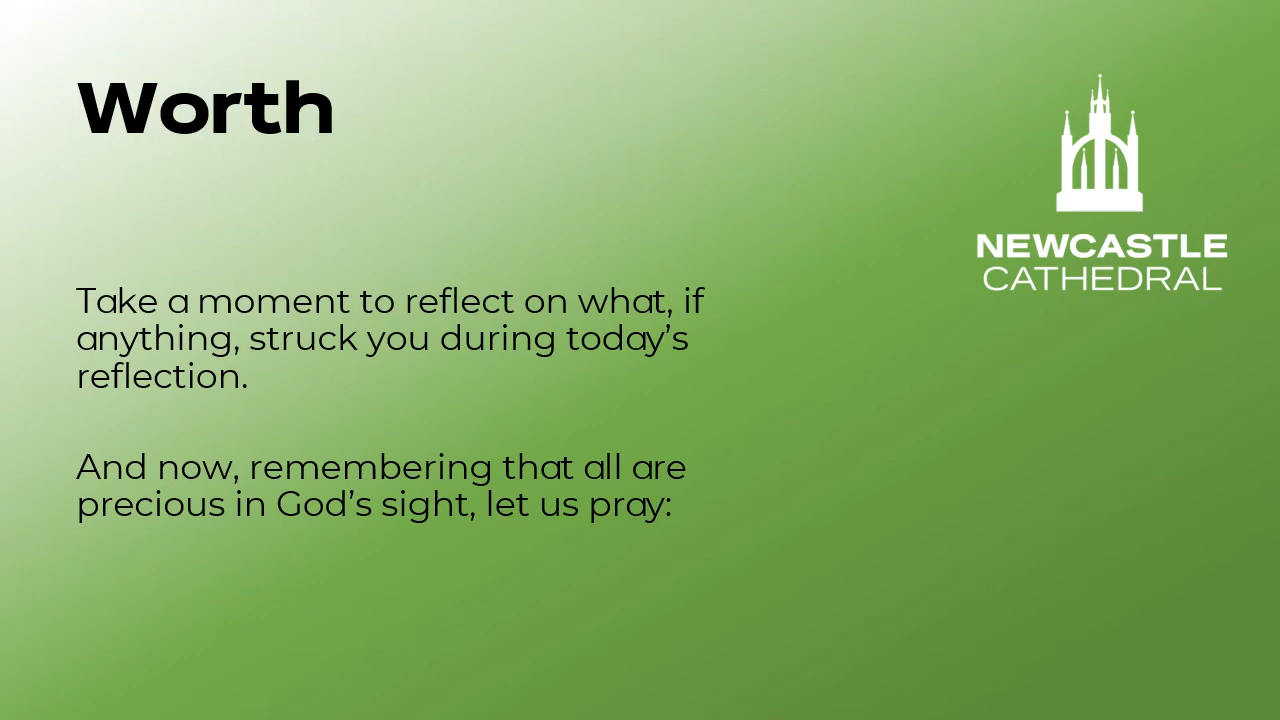 Worth
NEWCASTLE
CATHEDRAL
Take a moment to reflect on what, if
anything, struck you during today’s
reflection.
And now, remembering that all are
precious in God’s sight, let us pray: